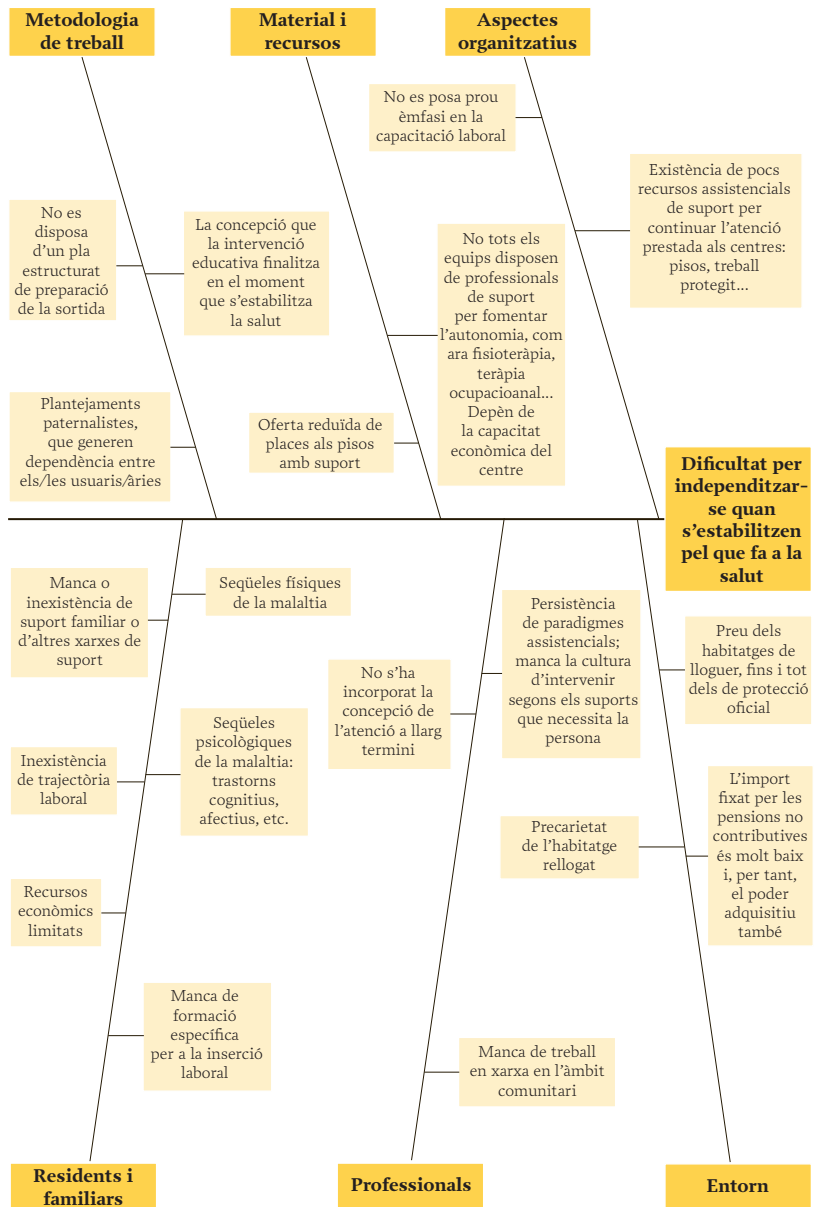 Metodologia
de treball
Material i
recursos
Aspectes
organitzatius
No es posa prou
èmfasi en la
capacitació laboral
Existència de pocs
recursos assistencials
de suport per
continuar l’atenció
prestada als centres:
pisos, treball
protegit...
No es
disposa
d’un pla
estructurat
de preparació
de la sortida
La concepció que
la intervenció
educativa finalitza
en el moment
que s’estabilitza
la salut
No tots els
equips disposen
de professionals
de suport
per fomentar
l’autonomia, com
ara fisioteràpia,
teràpia
ocupacioanal...
Depèn de
la capacitat
econòmica del
centre
Plantejaments
paternalistes,
que generen
dependència entre
els/les usuaris/àries
Oferta reduïda de
places als pisos
amb suport
Dificultat per
independitzar-
se quan
s’estabilitzen
pel que fa a la
salut
Manca o
inexistència de
suport familiar o
d’altres xarxes de
suport
Seqüeles físiques
de la malaltia
Persistència
de paradigmes
assistencials;
manca la cultura
d’intervenir
segons els suports
que necessita la
persona
Preu dels
habitatges de
lloguer, fins i tot
dels de protecció
oficial
No s’ha
incorporat la
concepció de
l’atenció a llarg
termini
Inexistència
de trajectòria
laboral
Seqüeles
psicològiques
de la malaltia:
trastorns
cognitius,
afectius, etc.
L’import
fixat per les
pensions no
contributives
és molt baix
i, per tant,
el poder
adquisitiu
també
Precarietat
de l’habitatge
rellogat
Recursos
econòmics
limitats
Manca de
formació
específica
per a la inserció
laboral
Manca de treball
en xarxa en l’àmbit
comunitari
Residents i
familiars
Professionals
Entorn